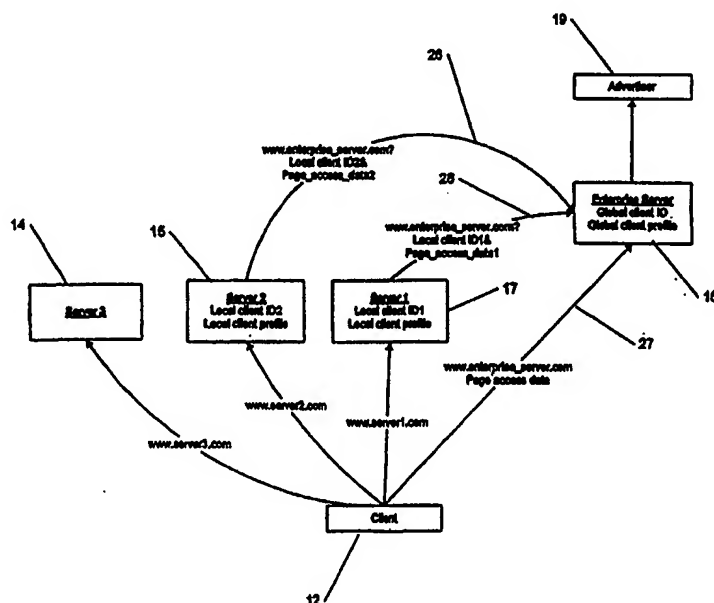 26
19
Advertiser
www.enterprise_server.com?
Local client ID2&
Page_access_data2
28
Enterprise Server
Global client ID
Global client profile
14
15
www.enterprise_server.com?
Local client ID1&
Page_access_data1
Server 3
Server 2
Local client ID2
Local client profile
Server 1
Local client ID1
Local client profile
17
18
27
www.enterprise_server.com
Page access data
www.server3.com
www.server2.com
www.server1.com
Client
12